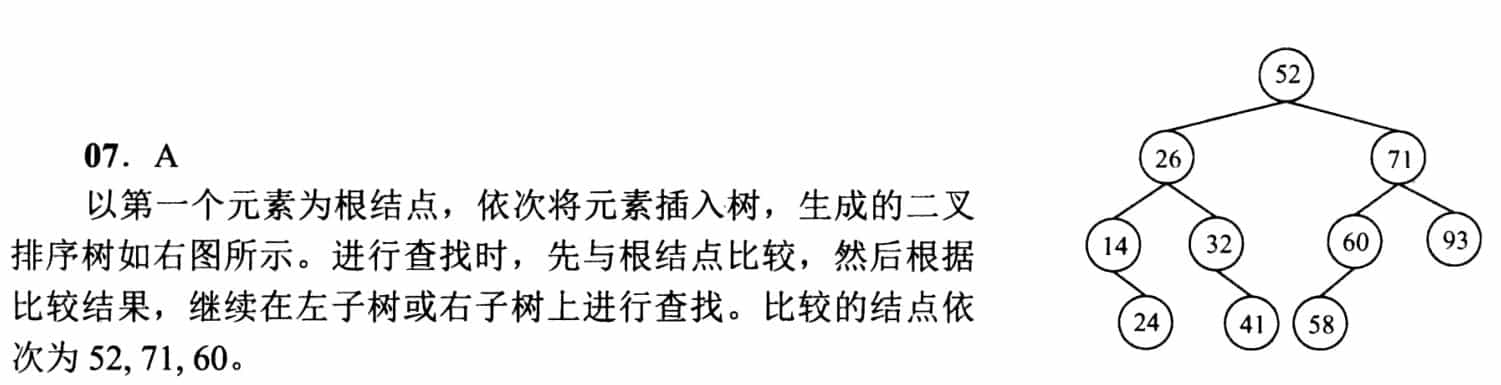 07．A
以第一个元素为根结点，依次将元素插入树，生成的二叉
排序树如右图所示。进行查找时，先与根结点比较，然后根据
比较结果，继续在左子树或右子树上进行查找。比较的结点依
次为 52, 71, 60。
52
26 71
14 32 60 93
24 41 58